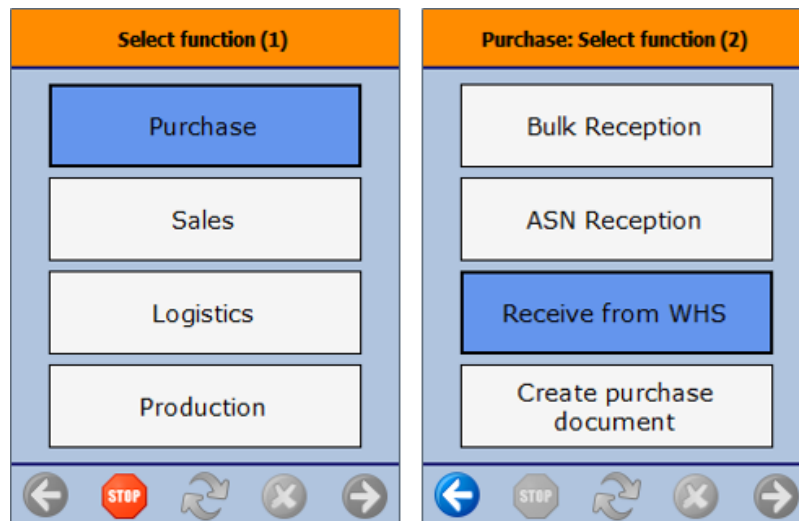 Select function (1)
Purchase
Sales
Logistics
Production
STOP
Purchase: Select function (2)
Bulk Reception
ASN Reception
Receive from WHS
Create purchase
document
STOP